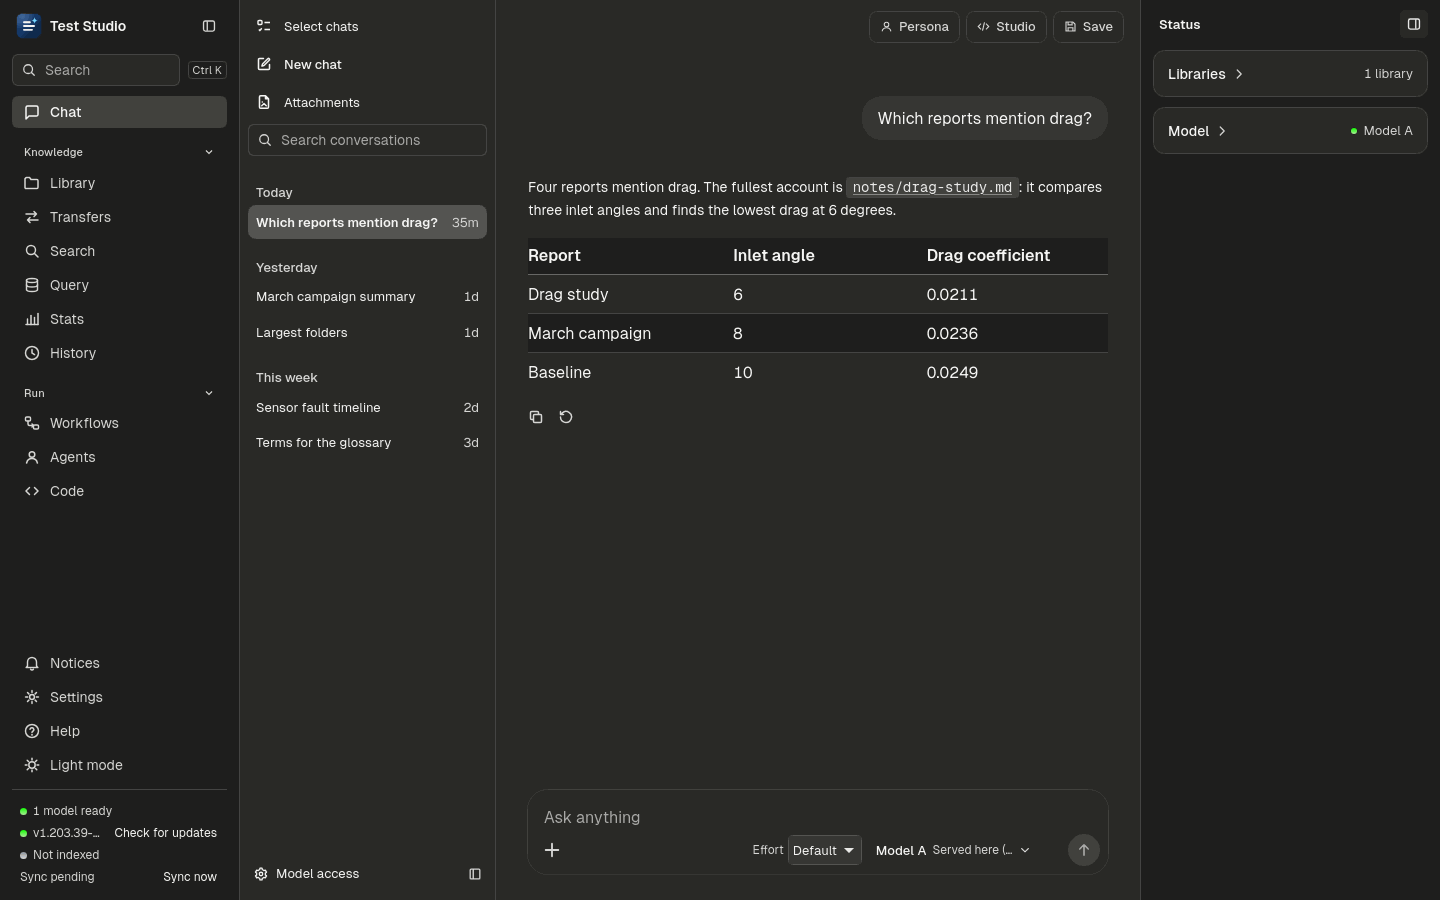 Test Studio
Search
Ctrl K
Chat
Knowledge
Library
Transfers
Search
Query
Stats
History
Run
Workflows
Agents
Code
Notices
Settings
Help
Light mode
1 model ready
v1.203.39-… Check for updates
Not indexed
Sync pending Sync now
Select chats
New chat
Attachments
Search conversations
Today
Which reports mention drag? 35m
Yesterday
March campaign summary 1d
Largest folders 1d
This week
Sensor fault timeline 2d
Terms for the glossary 3d
Model access
Persona Studio Save
Which reports mention drag?
Four reports mention drag. The fullest account is notes/drag-study.md: it compares
three inlet angles and finds the lowest drag at 6 degrees.
Report Inlet angle Drag coefficient
Drag study 6 0.0211
March campaign 8 0.0236
Baseline 10 0.0249
Ask anything
Effort Default Model A Served here (…
Status
Libraries 1 library
Model Model A